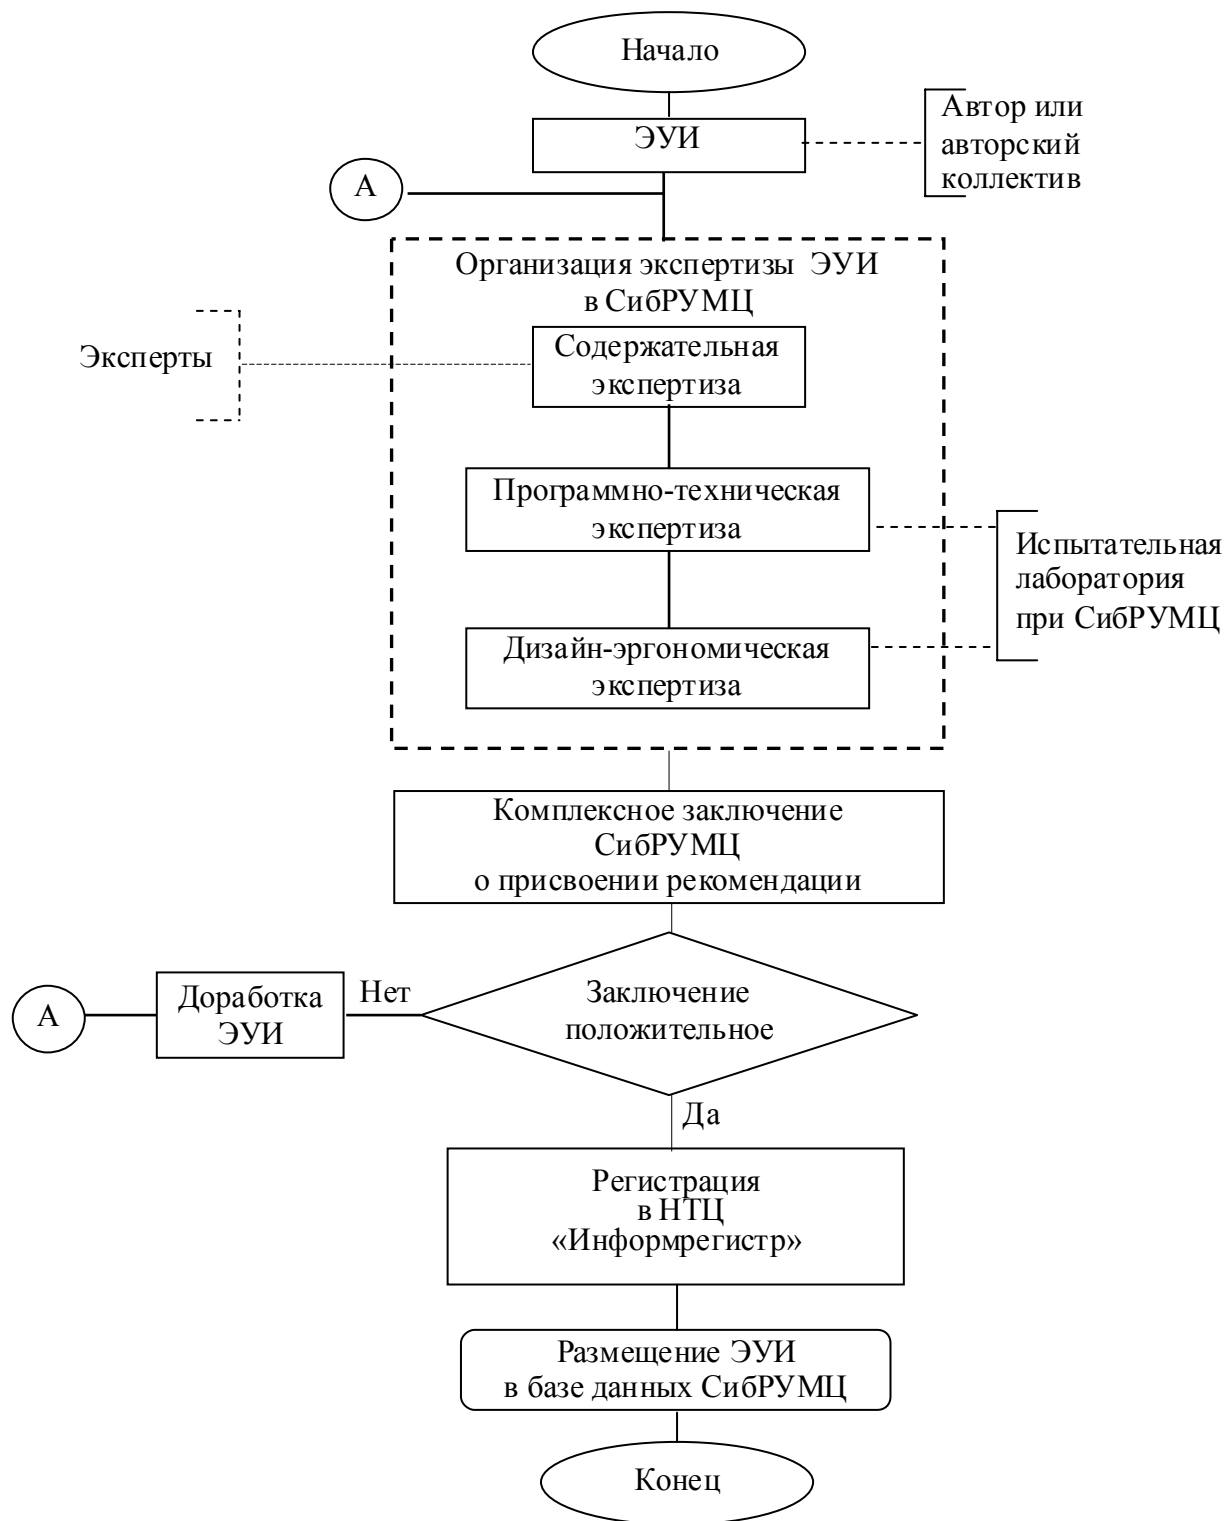 Начало
ЭУИ
Автор или
авторский
коллектив
А
Организация экспертизы ЭУИ
в СибРУМЦ
Эксперты
Содержательная
экспертиза
Программно-техническая
экспертиза
Испытательная
лаборатория
при СибРУМЦ
Дизайн-эргономическая
экспертиза
Комплексное заключение
СибРУМЦ
о присвоении рекомендации
А
Доработка
ЭУИ
Нет
Заключение
положительное
Да
Регистрация
в НТЦ
«Информрегистр»
Размещение ЭУИ
в базе данных СибРУМЦ
Конец